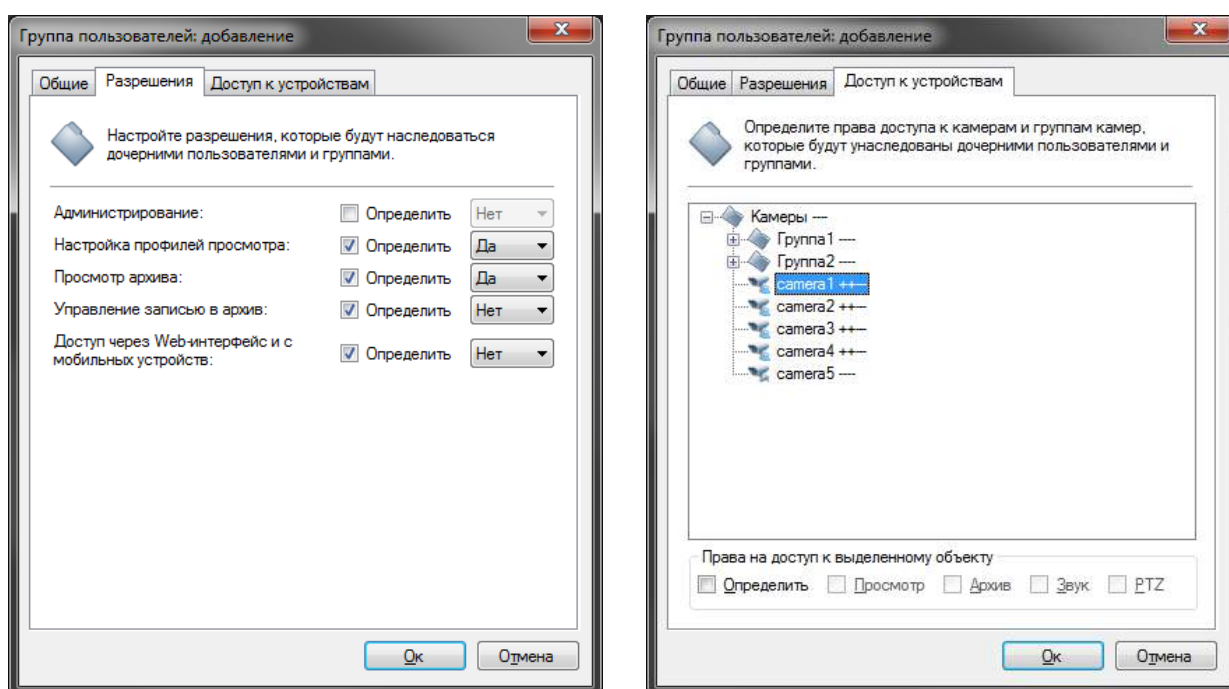 Группа пользователей: добавление
Общие Разрешения Доступ к устройствам
Настройте разрешения, которые будут наследоваться
дочерними пользователями и группами.
Администрирование: Определить Нет
Настройка профилей просмотра: Определить Да
Просмотр архива: Определить Да
Управление записью в архив: Определить Нет
Доступ через Web-интерфейс и с
мобильных устройств: Определить Нет
Ок Отмена
Группа пользователей: добавление
Общие Разрешения Доступ к устройствам
Определите права доступа к камерам и группам камер,
которые будут унаследованы дочерними пользователями и
группами.
Камеры ----
Группа1 ----
Группа2 ----
camera1 ++--
camera2 ++--
camera3 ++--
camera4 ++--
camera5 ----
Права на доступ к выделенному объекту
Определить Просмотр Архив Звук PTZ
Ок Отмена